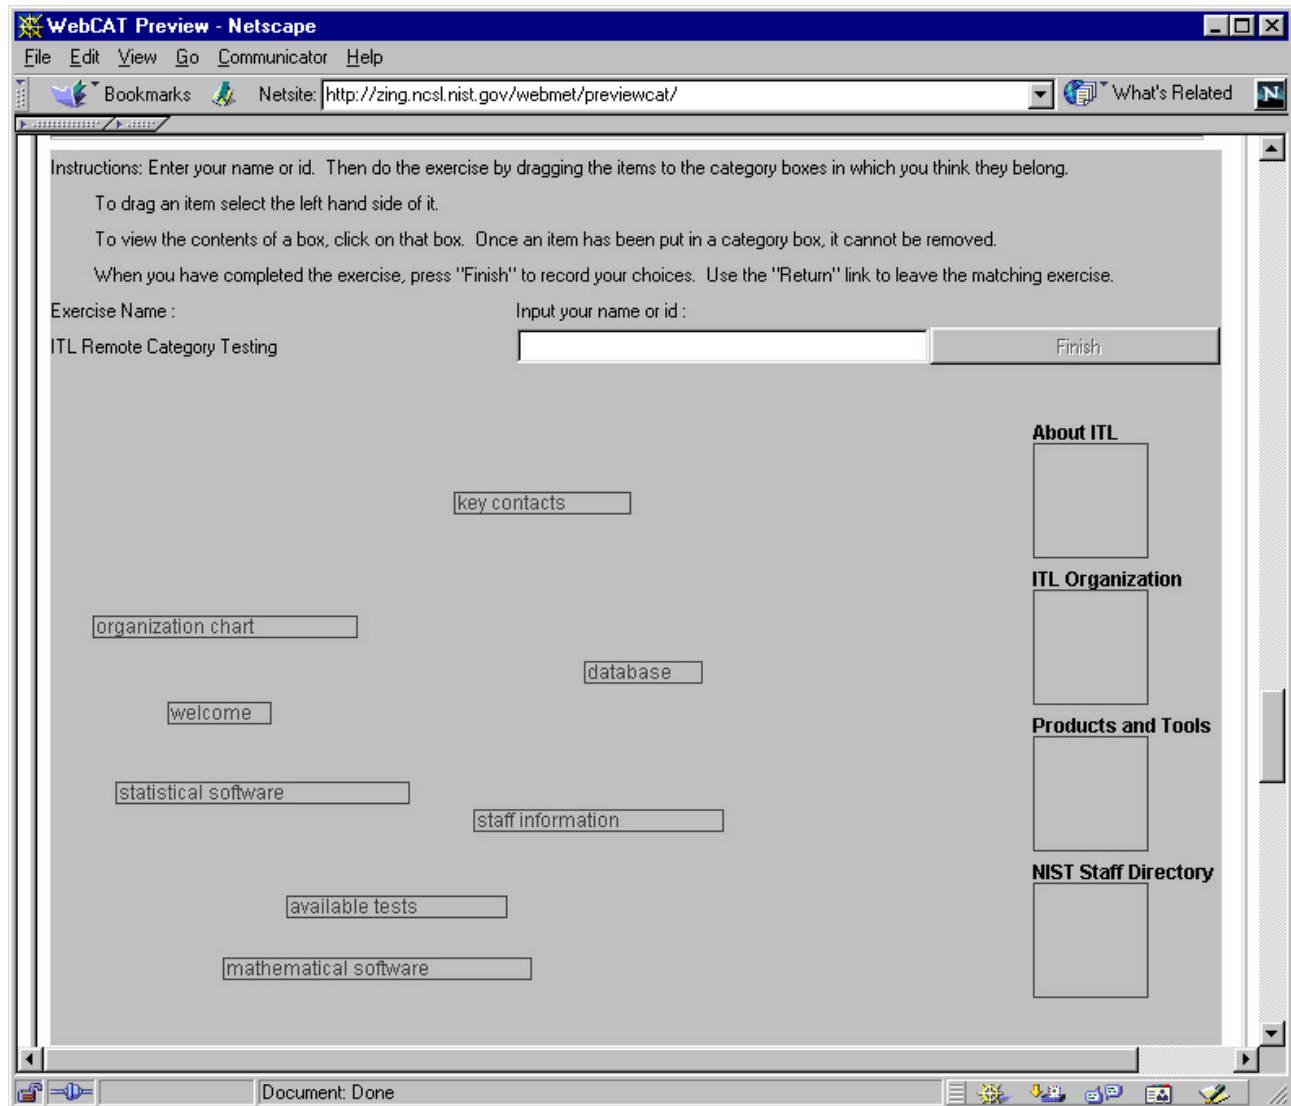 WebCAT Preview - Netscape
File Edit View Go Communicator Help
Bookmarks Netsite: http://zing.ncsl.nist.gov/webmet/previewcat/ What's Related N
Instructions: Enter your name or id. Then do the exercise by dragging the items to the category boxes in which you think they belong.
To drag an item select the left hand side of it.
To view the contents of a box, click on that box. Once an item has been put in a category box, it cannot be removed.
When you have completed the exercise, press "Finish" to record your choices. Use the "Return" link to leave the matching exercise.
Exercise Name : Input your name or id :
ITL Remote Category Testing Finish
About ITL
key contacts
ITL Organization
organization chart
database
welcome
Products and Tools
statistical software
staff information
NIST Staff Directory
available tests
mathematical software
Document: Done